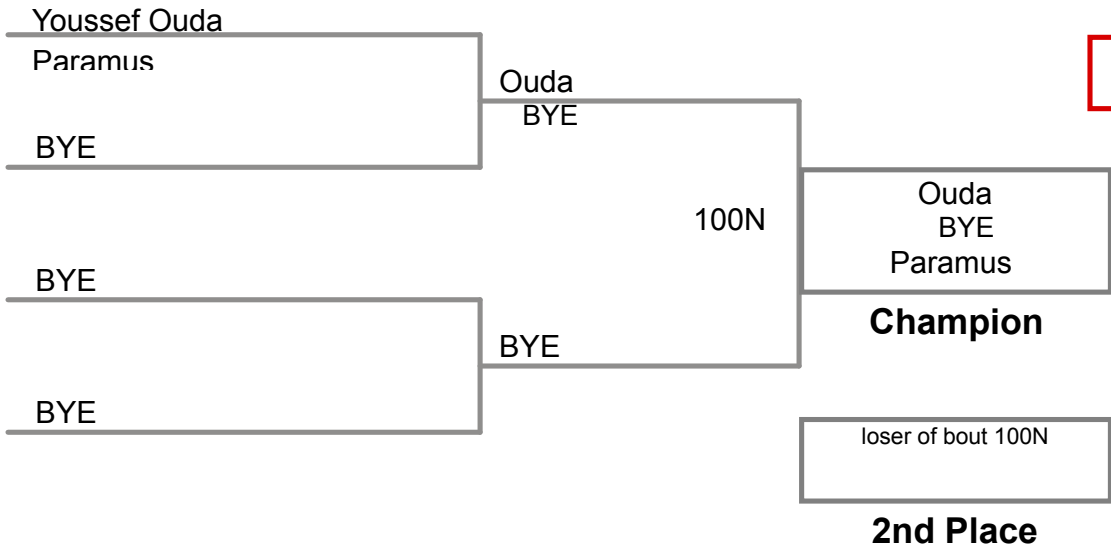 Youssef Ouda
Paramus
BYE
BYE
BYE
Ouda
BYE
BYE
100N
Ouda
BYE
Paramus
Champion
loser of bout 100N
2nd Place